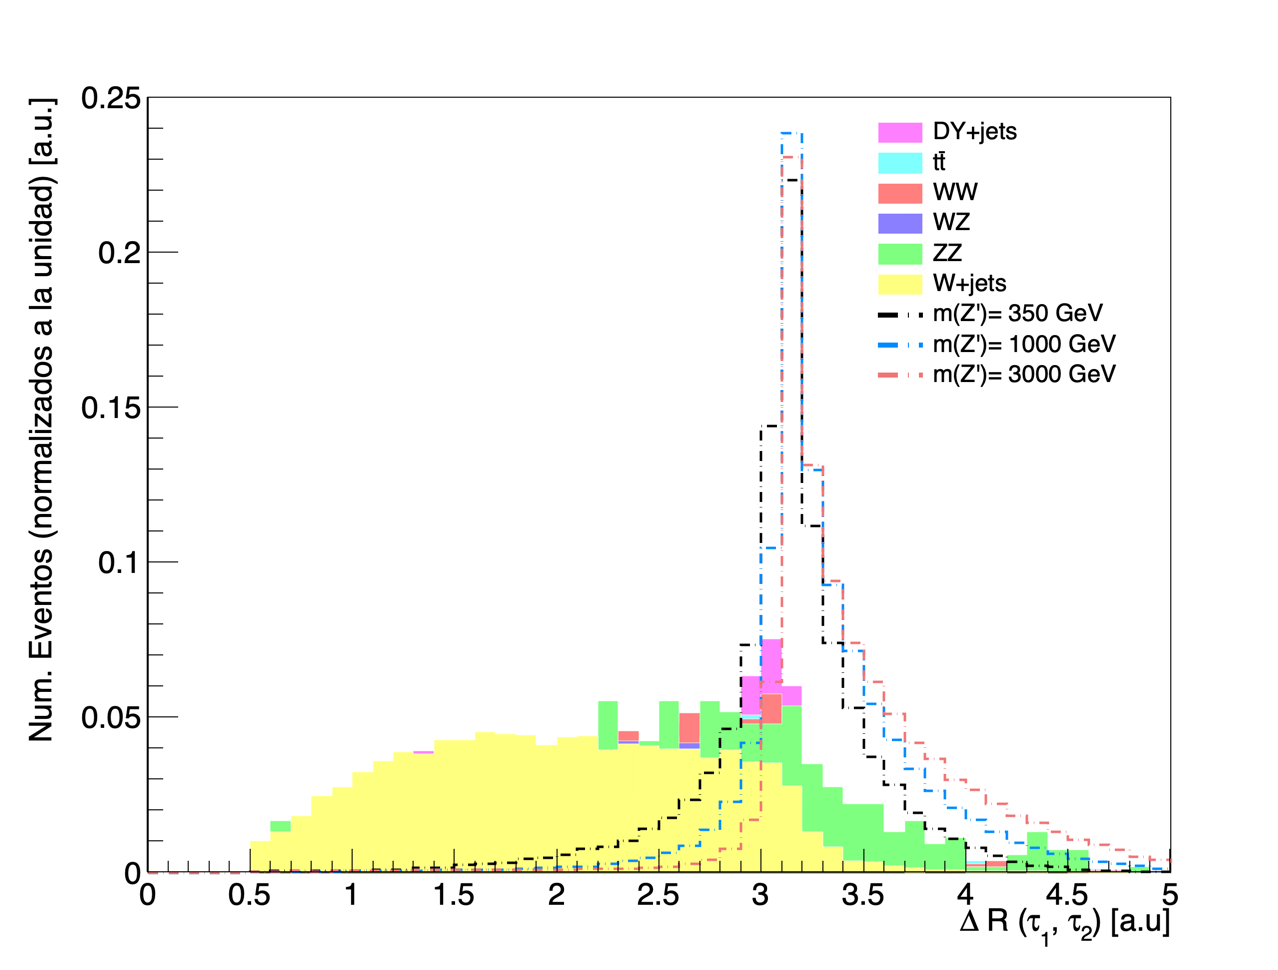 Num. Eventos (normalizados a la unidad) [a.u.]
0.25
0.2
0.15
0.1
0.05
0
DY+jets
tt̄
WW
WZ
ZZ
W+jets
m(Z')= 350 GeV
m(Z')= 1000 GeV
m(Z')= 3000 GeV
0 0.5 1 1.5 2 2.5 3 3.5 4 4.5 5
Δ R (τ₁, τ₂) [a.u]